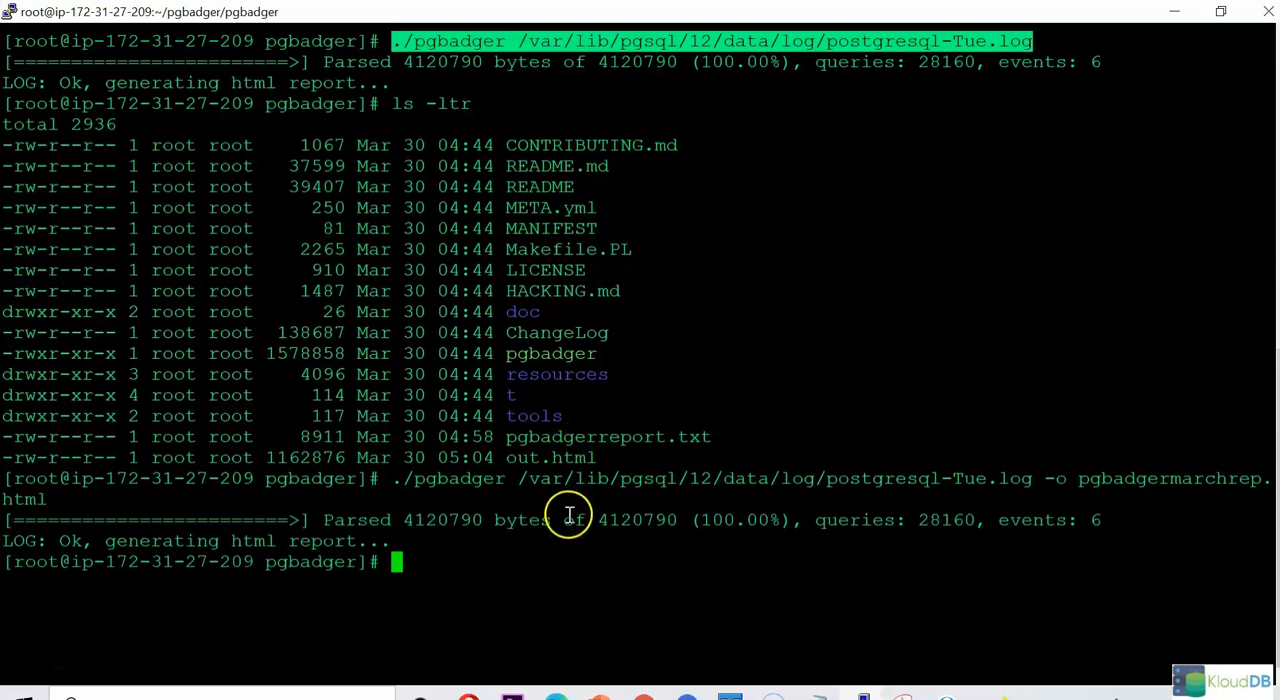 root@ip-172-31-27-209:~/pgbadger/pgbadger
[root@ip-172-31-27-209 pgbadger]# ./pgbadger /var/lib/pgsql/12/data/log/postgresql-Tue.log
[========================>] Parsed 4120790 bytes of 4120790 (100.00%), queries: 28160, events: 6
LOG: Ok, generating html report...
[root@ip-172-31-27-209 pgbadger]# ls -ltr
total 2936
-rw-r--r-- 1 root root    1067 Mar 30 04:44 CONTRIBUTING.md
-rw-r--r-- 1 root root   37599 Mar 30 04:44 README.md
-rw-r--r-- 1 root root   39407 Mar 30 04:44 README
-rw-r--r-- 1 root root     250 Mar 30 04:44 META.yml
-rw-r--r-- 1 root root      81 Mar 30 04:44 MANIFEST
-rw-r--r-- 1 root root    2265 Mar 30 04:44 Makefile.PL
-rw-r--r-- 1 root root     910 Mar 30 04:44 LICENSE
-rw-r--r-- 1 root root    1487 Mar 30 04:44 HACKING.md
drwxr-xr-x 2 root root      26 Mar 30 04:44 doc
-rw-r--r-- 1 root root  138687 Mar 30 04:44 ChangeLog
-rwxr-xr-x 1 root root 1578858 Mar 30 04:44 pgbadger
drwxr-xr-x 3 root root    4096 Mar 30 04:44 resources
drwxr-xr-x 4 root root     114 Mar 30 04:44 t
drwxr-xr-x 2 root root     117 Mar 30 04:44 tools
-rw-r--r-- 1 root root    8911 Mar 30 04:58 pgbadgerreport.txt
-rw-r--r-- 1 root root 1162876 Mar 30 05:04 out.html
[root@ip-172-31-27-209 pgbadger]# ./pgbadger /var/lib/pgsql/12/data/log/postgresql-Tue.log -o pgbadgermarchrep.
html
[========================>] Parsed 4120790 bytes of 4120790 (100.00%), queries: 28160, events: 6
LOG: Ok, generating html report...
[root@ip-172-31-27-209 pgbadger]#
KloudDB